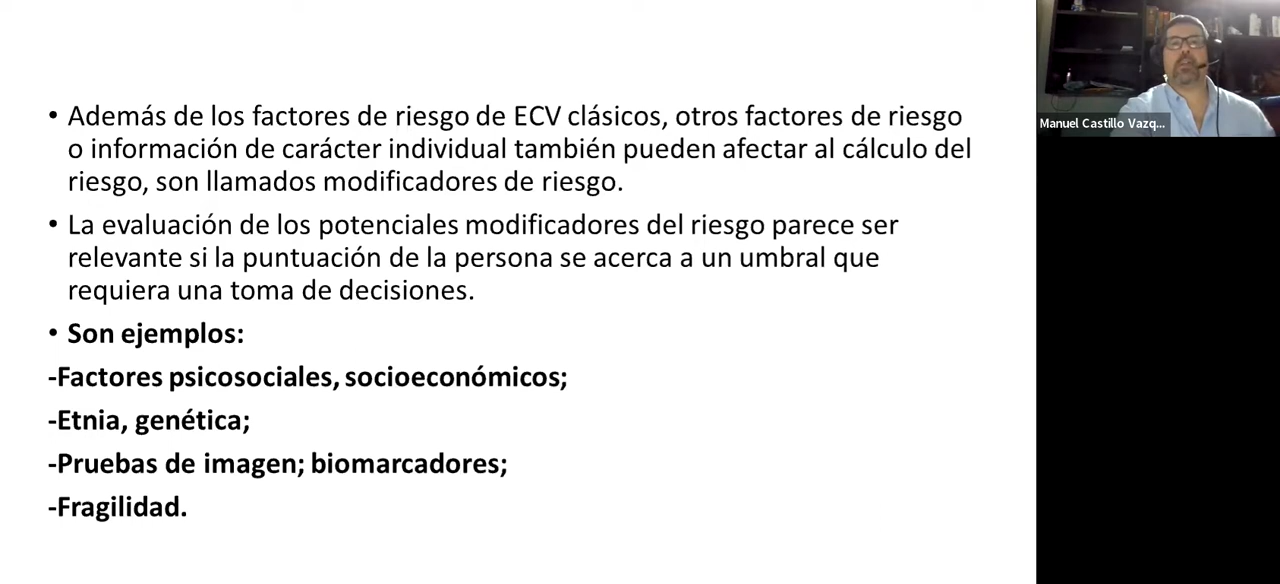 • Además de los factores de riesgo de ECV clásicos, otros factores de riesgo
o información de carácter individual también pueden afectar al cálculo del
riesgo, son llamados modificadores de riesgo.
• La evaluación de los potenciales modificadores del riesgo parece ser
relevante si la puntuación de la persona se acerca a un umbral que
requiera una toma de decisiones.
• Son ejemplos:
-Factores psicosociales, socioeconómicos;
-Etnia, genética;
-Pruebas de imagen; biomarcadores;
-Fragilidad.
Manuel Castillo Vazq...